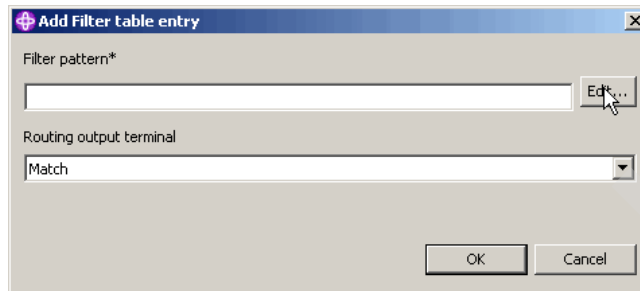 Add Filter table entry
Filter pattern*
Edit...
Routing output terminal
Match
OK
Cancel